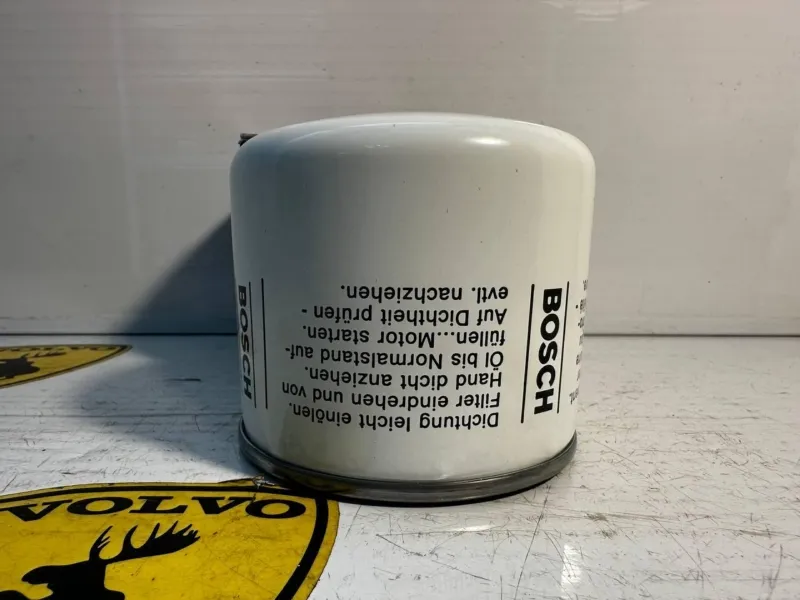 Dichtung leicht einölen.
Filter eindrehen und von
Hand dicht anziehen.
Öl bis Normalstand auf-
füllen...Motor starten.
Auf Dichtheit prüfen -
evtl. nachziehen.
BOSCH
BOSCH
VOLVO